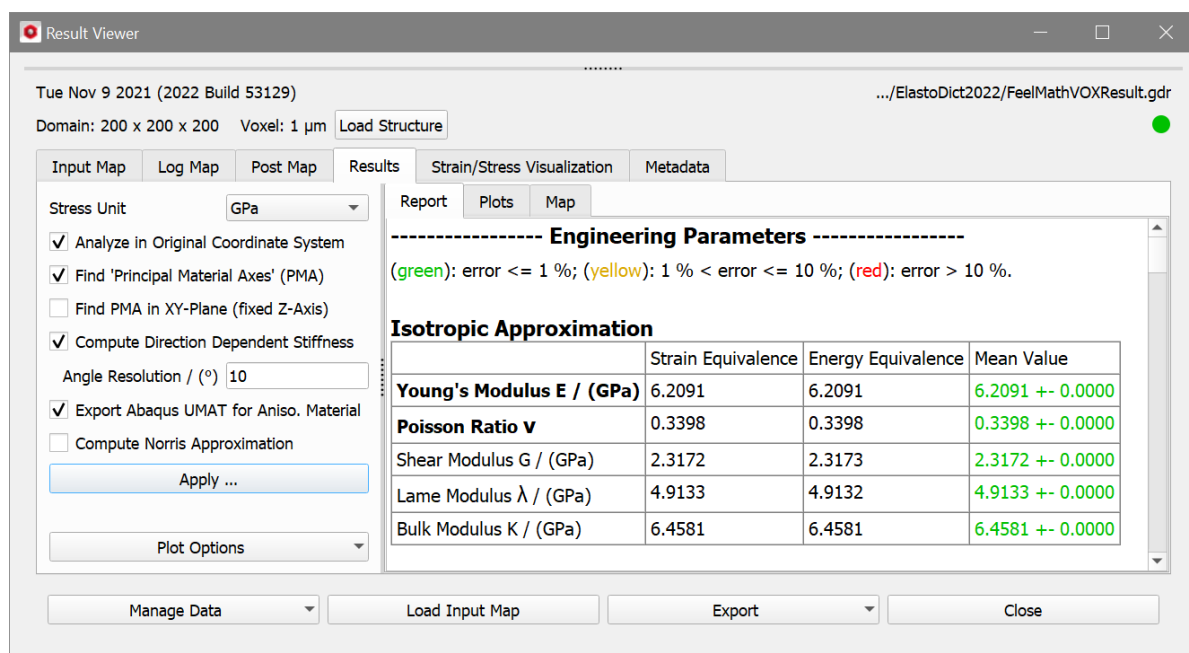 Result Viewer
Tue Nov 9 2021 (2022 Build 53129)
.../ElastoDict2022/FeelMathVOXResult.gdr
Domain: 200 x 200 x 200 Voxel: 1 µm Load Structure
Input Map Log Map Post Map Results Strain/Stress Visualization Metadata
Stress Unit GPa
✓ Analyze in Original Coordinate System
✓ Find 'Principal Material Axes' (PMA)
Find PMA in XY-Plane (fixed Z-Axis)
✓ Compute Direction Dependent Stiffness
Angle Resolution / (°) 10
✓ Export Abaqus UMAT for Aniso. Material
Compute Norris Approximation
Apply ...
Plot Options
Report Plots Map
----------------- Engineering Parameters -----------------
(green): error <= 1 %; (yellow): 1 % < error <= 10 %; (red): error > 10 %.
Isotropic Approximation
Strain Equivalence Energy Equivalence Mean Value
Young's Modulus E / (GPa) 6.2091 6.2091 6.2091 +- 0.0000
Poisson Ratio ν 0.3398 0.3398 0.3398 +- 0.0000
Shear Modulus G / (GPa) 2.3172 2.3173 2.3172 +- 0.0000
Lame Modulus λ / (GPa) 4.9133 4.9132 4.9133 +- 0.0000
Bulk Modulus K / (GPa) 6.4581 6.4581 6.4581 +- 0.0000
Manage Data Load Input Map Export Close